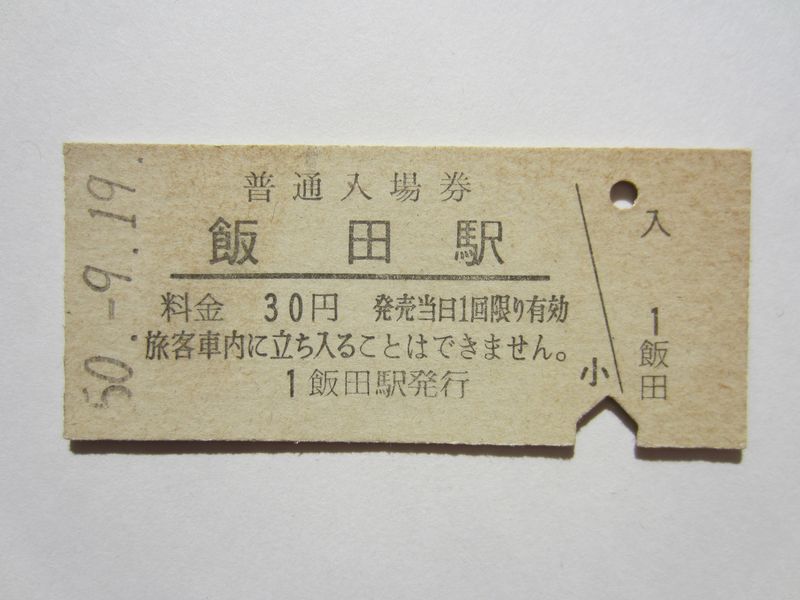 50.-9.19.
普通入場券
飯田駅
料金 30円 発売当日1回限り有効
旅客車内に立ち入ることはできません。
1 飯田駅発行
小
入
1 飯田